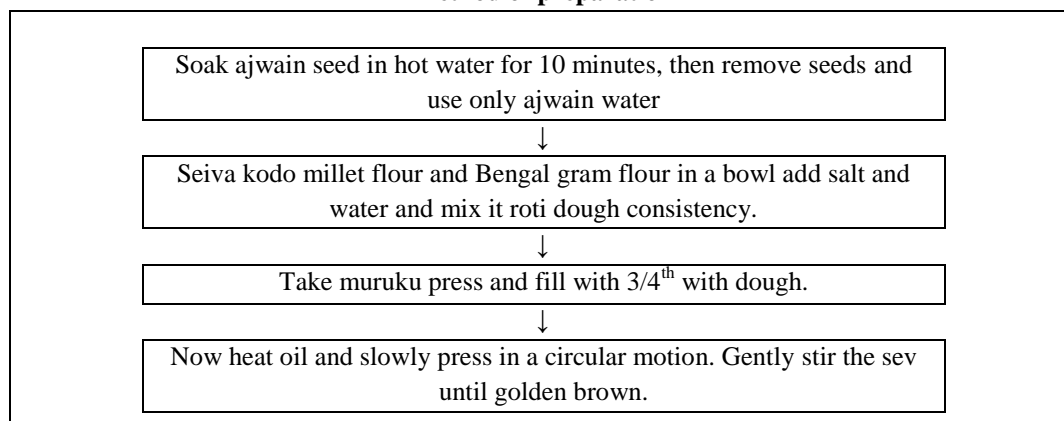 Soak ajwain seed in hot water for 10 minutes, then remove seeds and
use only ajwain water
↓
Seiva kodo millet flour and Bengal gram flour in a bowl add salt and
water and mix it roti dough consistency.
↓
Take muruku press and fill with 3/4th with dough.
↓
Now heat oil and slowly press in a circular motion. Gently stir the sev
until golden brown.